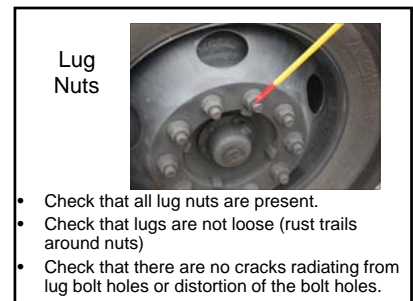 Lug
Nuts
• Check that all lug nuts are present.
• Check that lugs are not loose (rust trails
around nuts)
• Check that there are no cracks radiating from
lug bolt holes or distortion of the bolt holes.